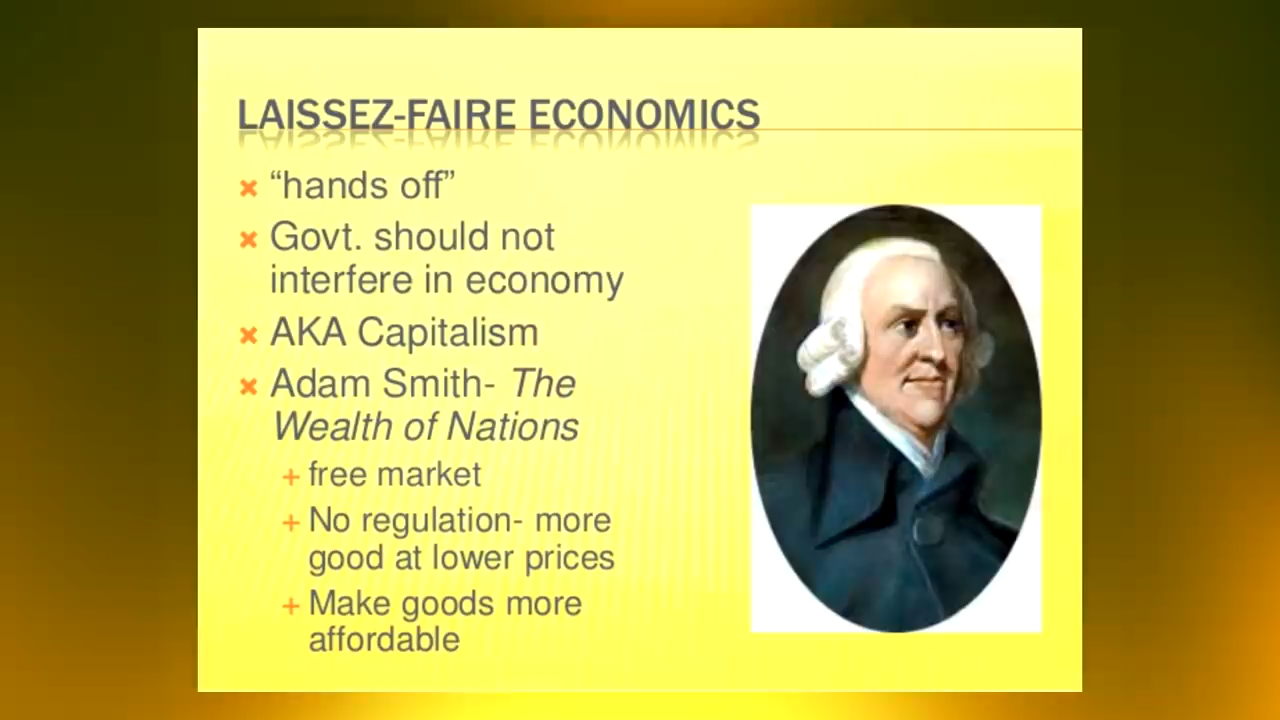 LAISSEZ-FAIRE ECONOMICS
“hands off”
Govt. should not
interfere in economy
AKA Capitalism
Adam Smith- The
Wealth of Nations
free market
No regulation- more
good at lower prices
Make goods more
affordable